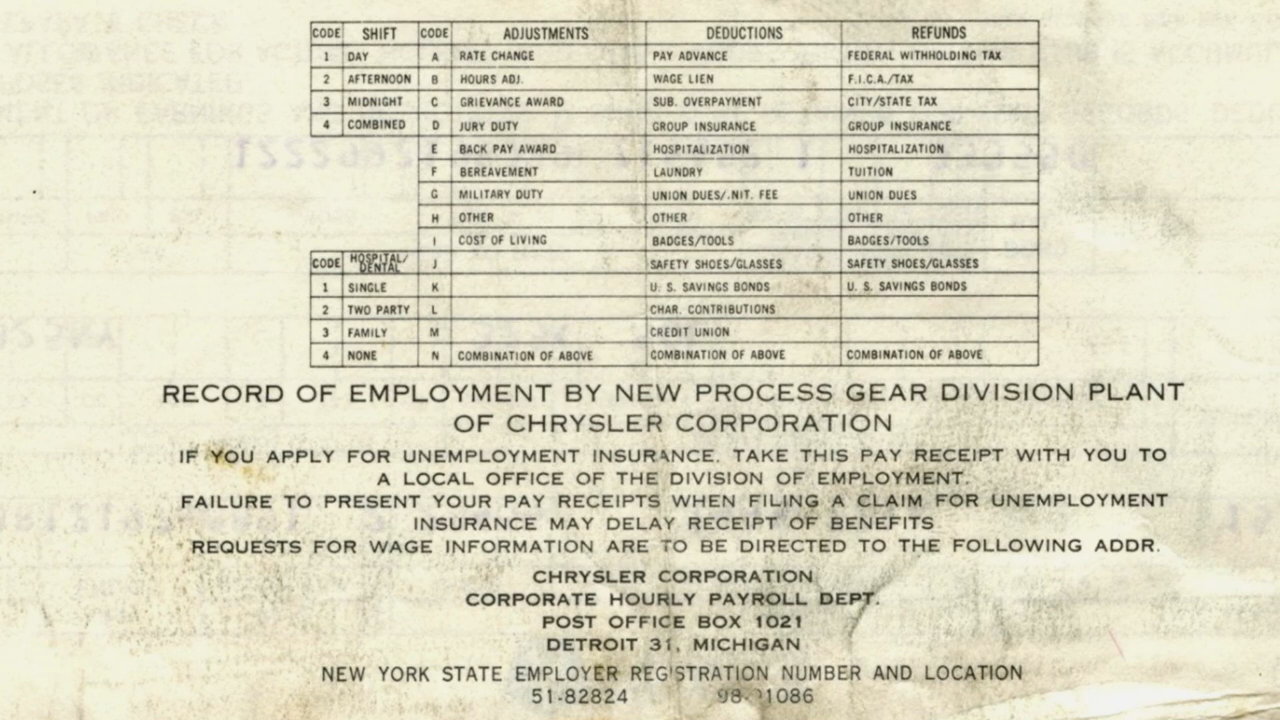 CODE SHIFT CODE ADJUSTMENTS DEDUCTIONS REFUNDS
1 DAY A RATE CHANGE PAY ADVANCE FEDERAL WITHHOLDING TAX
2 AFTERNOON B HOURS ADJ. WAGE LIEN F.I.C.A./TAX
3 MIDNIGHT C GRIEVANCE AWARD SUB. OVERPAYMENT CITY/STATE TAX
4 COMBINED D JURY DUTY GROUP INSURANCE GROUP INSURANCE
E BACK PAY AWARD HOSPITALIZATION HOSPITALIZATION
F BEREAVEMENT LAUNDRY TUITION
G MILITARY DUTY UNION DUES/.NIT. FEE UNION DUES
H OTHER OTHER OTHER
I COST OF LIVING BADGES/TOOLS BADGES/TOOLS
CODE HOSPITAL/DENTAL J SAFETY SHOES/GLASSES SAFETY SHOES/GLASSES
1 SINGLE K U. S. SAVINGS BONDS U. S. SAVINGS BONDS
2 TWO PARTY L CHAR. CONTRIBUTIONS
3 FAMILY M CREDIT UNION
4 NONE N COMBINATION OF ABOVE COMBINATION OF ABOVE COMBINATION OF ABOVE
RECORD OF EMPLOYMENT BY NEW PROCESS GEAR DIVISION PLANT
OF CHRYSLER CORPORATION
IF YOU APPLY FOR UNEMPLOYMENT INSURANCE. TAKE THIS PAY RECEIPT WITH YOU TO
A LOCAL OFFICE OF THE DIVISION OF EMPLOYMENT.
FAILURE TO PRESENT YOUR PAY RECEIPTS WHEN FILING A CLAIM FOR UNEMPLOYMENT
INSURANCE MAY DELAY RECEIPT OF BENEFITS
REQUESTS FOR WAGE INFORMATION ARE TO BE DIRECTED TO THE FOLLOWING ADDR.
CHRYSLER CORPORATION
CORPORATE HOURLY PAYROLL DEPT.
POST OFFICE BOX 1021
DETROIT 31, MICHIGAN
NEW YORK STATE EMPLOYER REGISTRATION NUMBER AND LOCATION
51-82824